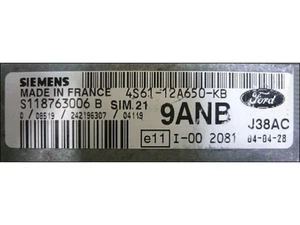 SIEMENS
MADE IN FRANCE 4S61-12A650-KB
S118763006 B SIM.21 9ANB Ford
0 / 08519 / 242196307 / 04119 J38AC
e11 I-00 2081 04-04-28